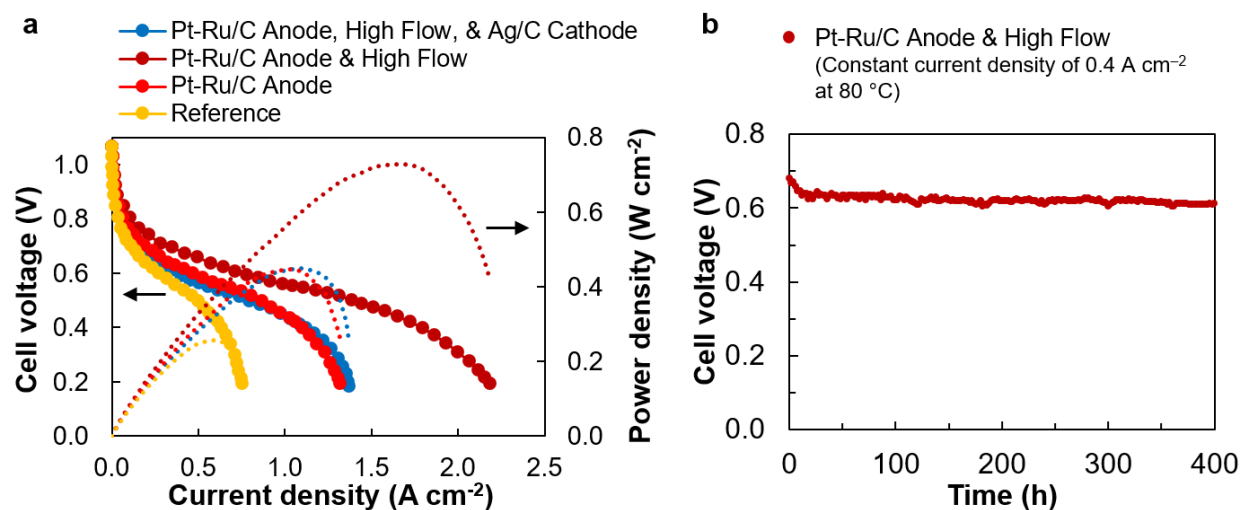 a
Pt-Ru/C Anode, High Flow, & Ag/C Cathode
Pt-Ru/C Anode & High Flow
Pt-Ru/C Anode
Reference
Cell voltage (V)
1.0
0.8
0.6
0.4
0.2
0.0
0.0 0.5 1.0 1.5 2.0 2.5
Current density (A cm⁻²)
0.8
0.6
0.4
0.2
0.0
Power density (W cm⁻²)
b
Pt-Ru/C Anode & High Flow
(Constant current density of 0.4 A cm⁻²
at 80 °C)
Cell voltage (V)
0.8
0.6
0.4
0.2
0.0
0 100 200 300 400
Time (h)